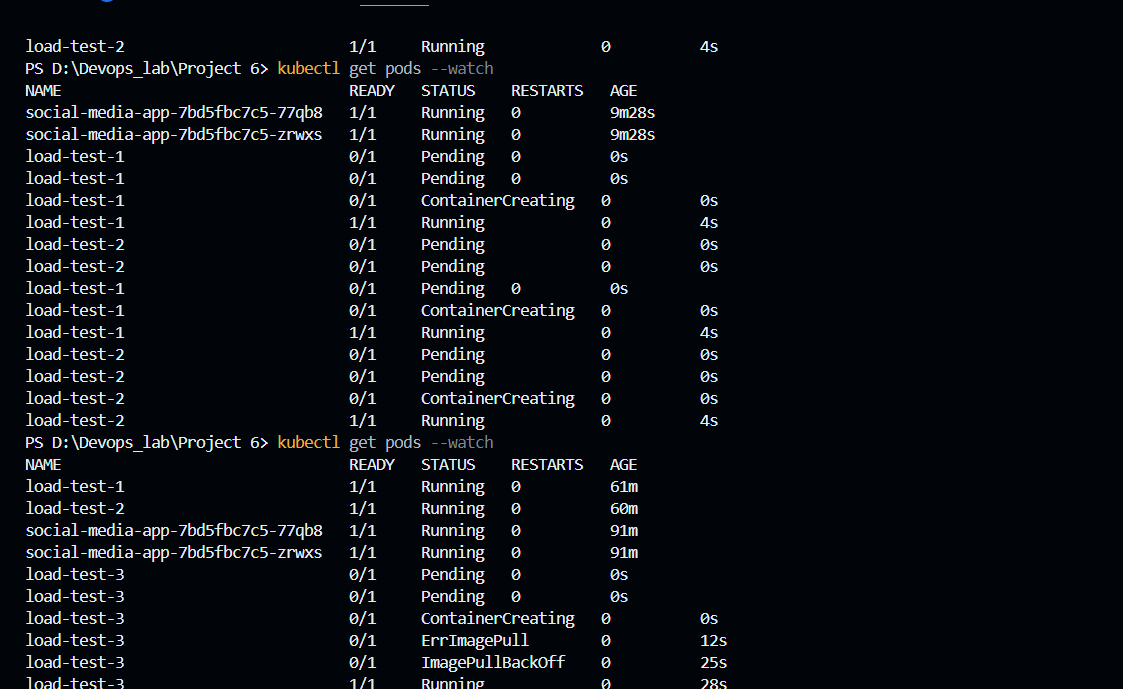 load-test-2 1/1 Running 0 4s
PS D:\Devops_lab\Project 6> kubectl get pods --watch
NAME READY STATUS RESTARTS AGE
social-media-app-7bd5fbc7c5-77qb8 1/1 Running 0 9m28s
social-media-app-7bd5fbc7c5-zrwxs 1/1 Running 0 9m28s
load-test-1 0/1 Pending 0 0s
load-test-1 0/1 Pending 0 0s
load-test-1 0/1 ContainerCreating 0 0s
load-test-1 1/1 Running 0 4s
load-test-2 0/1 Pending 0 0s
load-test-2 0/1 Pending 0 0s
load-test-1 0/1 Pending 0 0s
load-test-1 0/1 ContainerCreating 0 0s
load-test-1 1/1 Running 0 4s
load-test-2 0/1 Pending 0 0s
load-test-2 0/1 Pending 0 0s
load-test-2 0/1 ContainerCreating 0 0s
load-test-2 1/1 Running 0 4s
PS D:\Devops_lab\Project 6> kubectl get pods --watch
NAME READY STATUS RESTARTS AGE
load-test-1 1/1 Running 0 61m
load-test-2 1/1 Running 0 60m
social-media-app-7bd5fbc7c5-77qb8 1/1 Running 0 91m
social-media-app-7bd5fbc7c5-zrwxs 1/1 Running 0 91m
load-test-3 0/1 Pending 0 0s
load-test-3 0/1 Pending 0 0s
load-test-3 0/1 ContainerCreating 0 0s
load-test-3 0/1 ErrImagePull 0 12s
load-test-3 0/1 ImagePullBackOff 0 25s
load-test-3 1/1 Running 0 28s